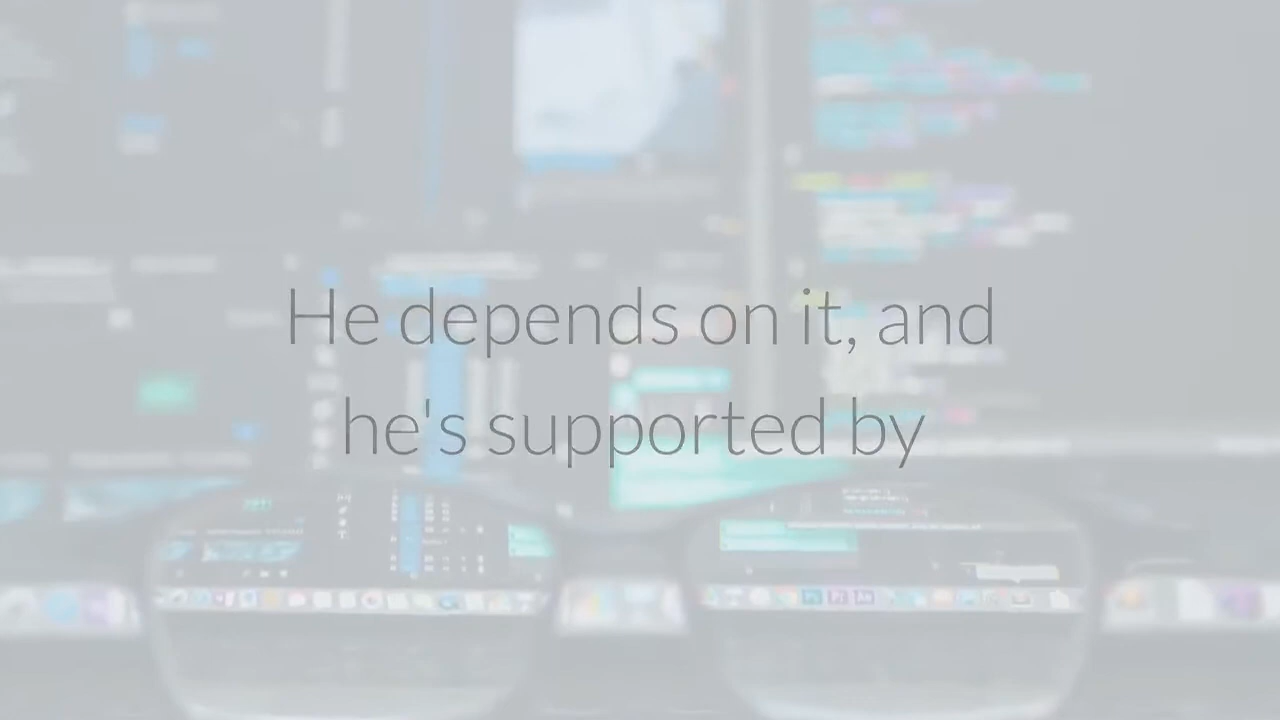 He depends on it, and
he's supported by